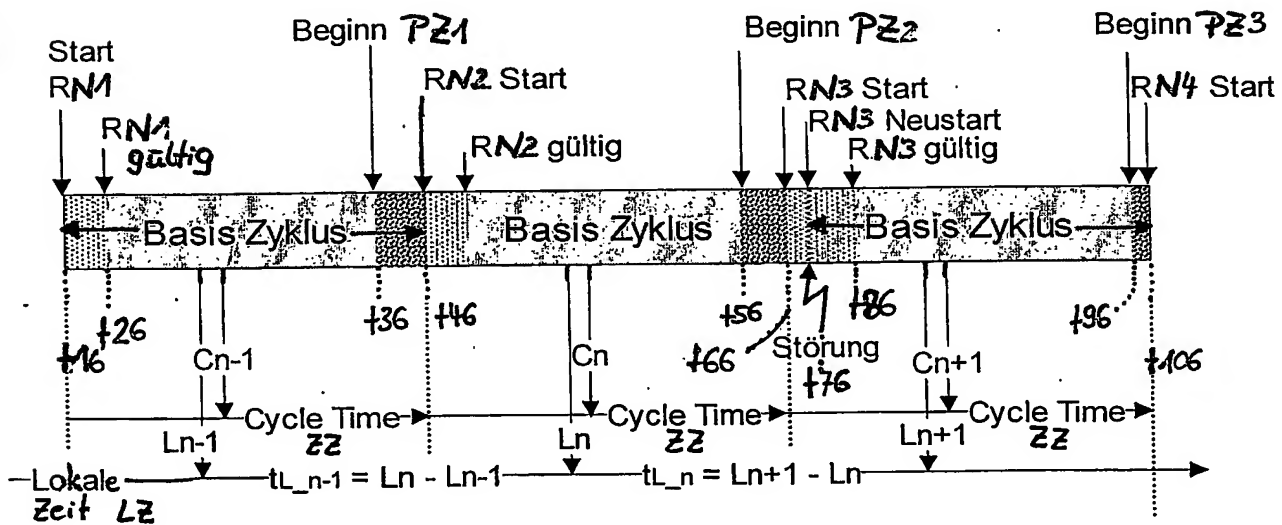 Beginn PZ1
Beginn PZ2
Beginn PZ3
Start
RN1
RN2 Start
RN3 Start
RN4 Start
RN1
gültig
RN2 gültig
RN3 Neustart
RN3 gültig
Basis Zyklus
Basis Zyklus
Basis Zyklus
t16
t26
t36
t46
t56
t66
Störung
t76
t86
t96
t106
Cn-1
Cn
Cn+1
Cycle Time
ZZ
Cycle Time
ZZ
Cycle Time
ZZ
Ln-1
Ln
Ln+1
Lokale
Zeit LZ
tL_n-1 = Ln - Ln-1
tL_n = Ln+1 - Ln